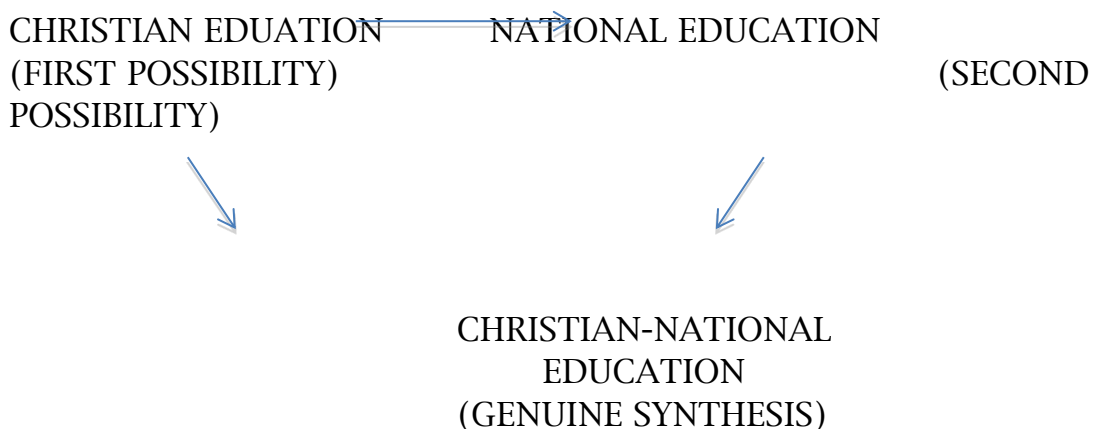 CHRISTIAN EDUATION NATIONAL EDUCATION
(FIRST POSSIBILITY) (SECOND
POSSIBILITY)
CHRISTIAN-NATIONAL
EDUCATION
(GENUINE SYNTHESIS)